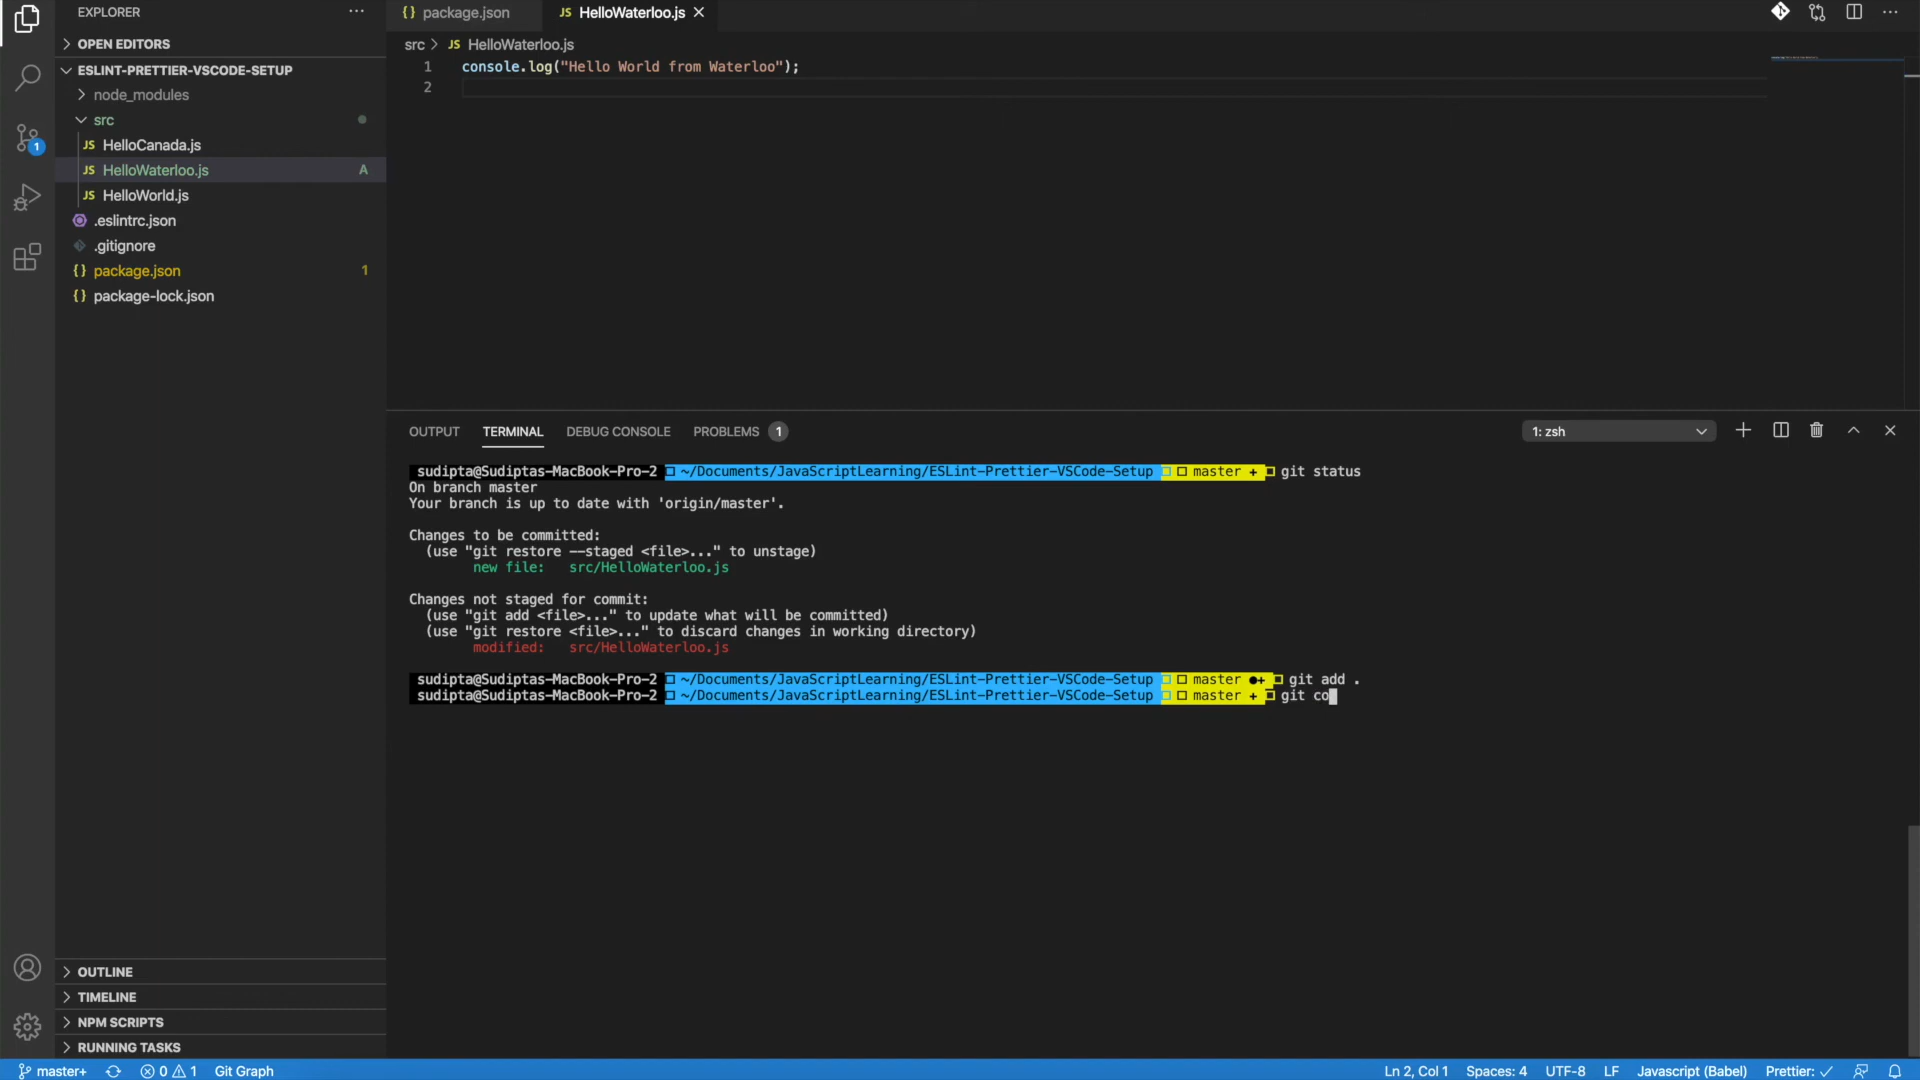 EXPLORER
OPEN EDITORS
ESLINT-PRETTIER-VSCODE-SETUP
node_modules
src
JS HelloCanada.js
JS HelloWaterloo.js A
JS HelloWorld.js
.eslintrc.json
.gitignore
{} package.json 1
{} package-lock.json
OUTLINE
TIMELINE
NPM SCRIPTS
RUNNING TASKS
1
{} package.json
JS HelloWaterloo.js
src > JS HelloWaterloo.js
1 console.log("Hello World from Waterloo");
2
OUTPUT TERMINAL DEBUG CONSOLE PROBLEMS 1
1: zsh
sudipta@Sudiptas-MacBook-Pro-2 ~/Documents/JavaScriptLearning/ESLint-Prettier-VSCode-Setup master + git status
On branch master
Your branch is up to date with 'origin/master'.
Changes to be committed:
(use "git restore --staged <file>..." to unstage)
new file: src/HelloWaterloo.js
Changes not staged for commit:
(use "git add <file>..." to update what will be committed)
(use "git restore <file>..." to discard changes in working directory)
modified: src/HelloWaterloo.js
sudipta@Sudiptas-MacBook-Pro-2 ~/Documents/JavaScriptLearning/ESLint-Prettier-VSCode-Setup master ●+ git add .
sudipta@Sudiptas-MacBook-Pro-2 ~/Documents/JavaScriptLearning/ESLint-Prettier-VSCode-Setup master + git co
master+ 0 1 Git Graph Ln 2, Col 1 Spaces: 4 UTF-8 LF Javascript (Babel) Prettier: ✓